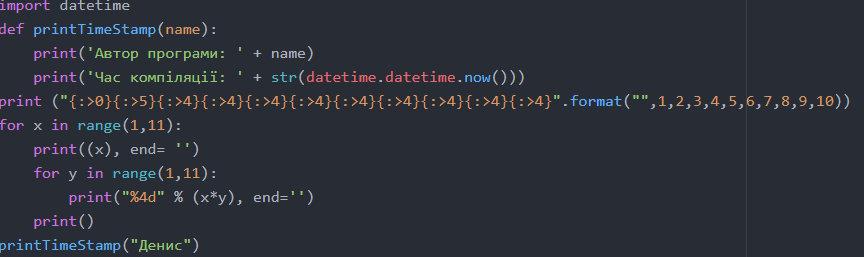 import datetime
def printTimeStamp(name):
    print('Автор програми: ' + name)
    print('Час компіляції: ' + str(datetime.datetime.now()))
print ("{:>0}{:>5}{:>4}{:>4}{:>4}{:>4}{:>4}{:>4}{:>4}{:>4}{:>4}".format("",1,2,3,4,5,6,7,8,9,10))
for x in range(1,11):
    print((x), end= '')
    for y in range(1,11):
        print("%4d" % (x*y), end='')
    print()
printTimeStamp("Денис")